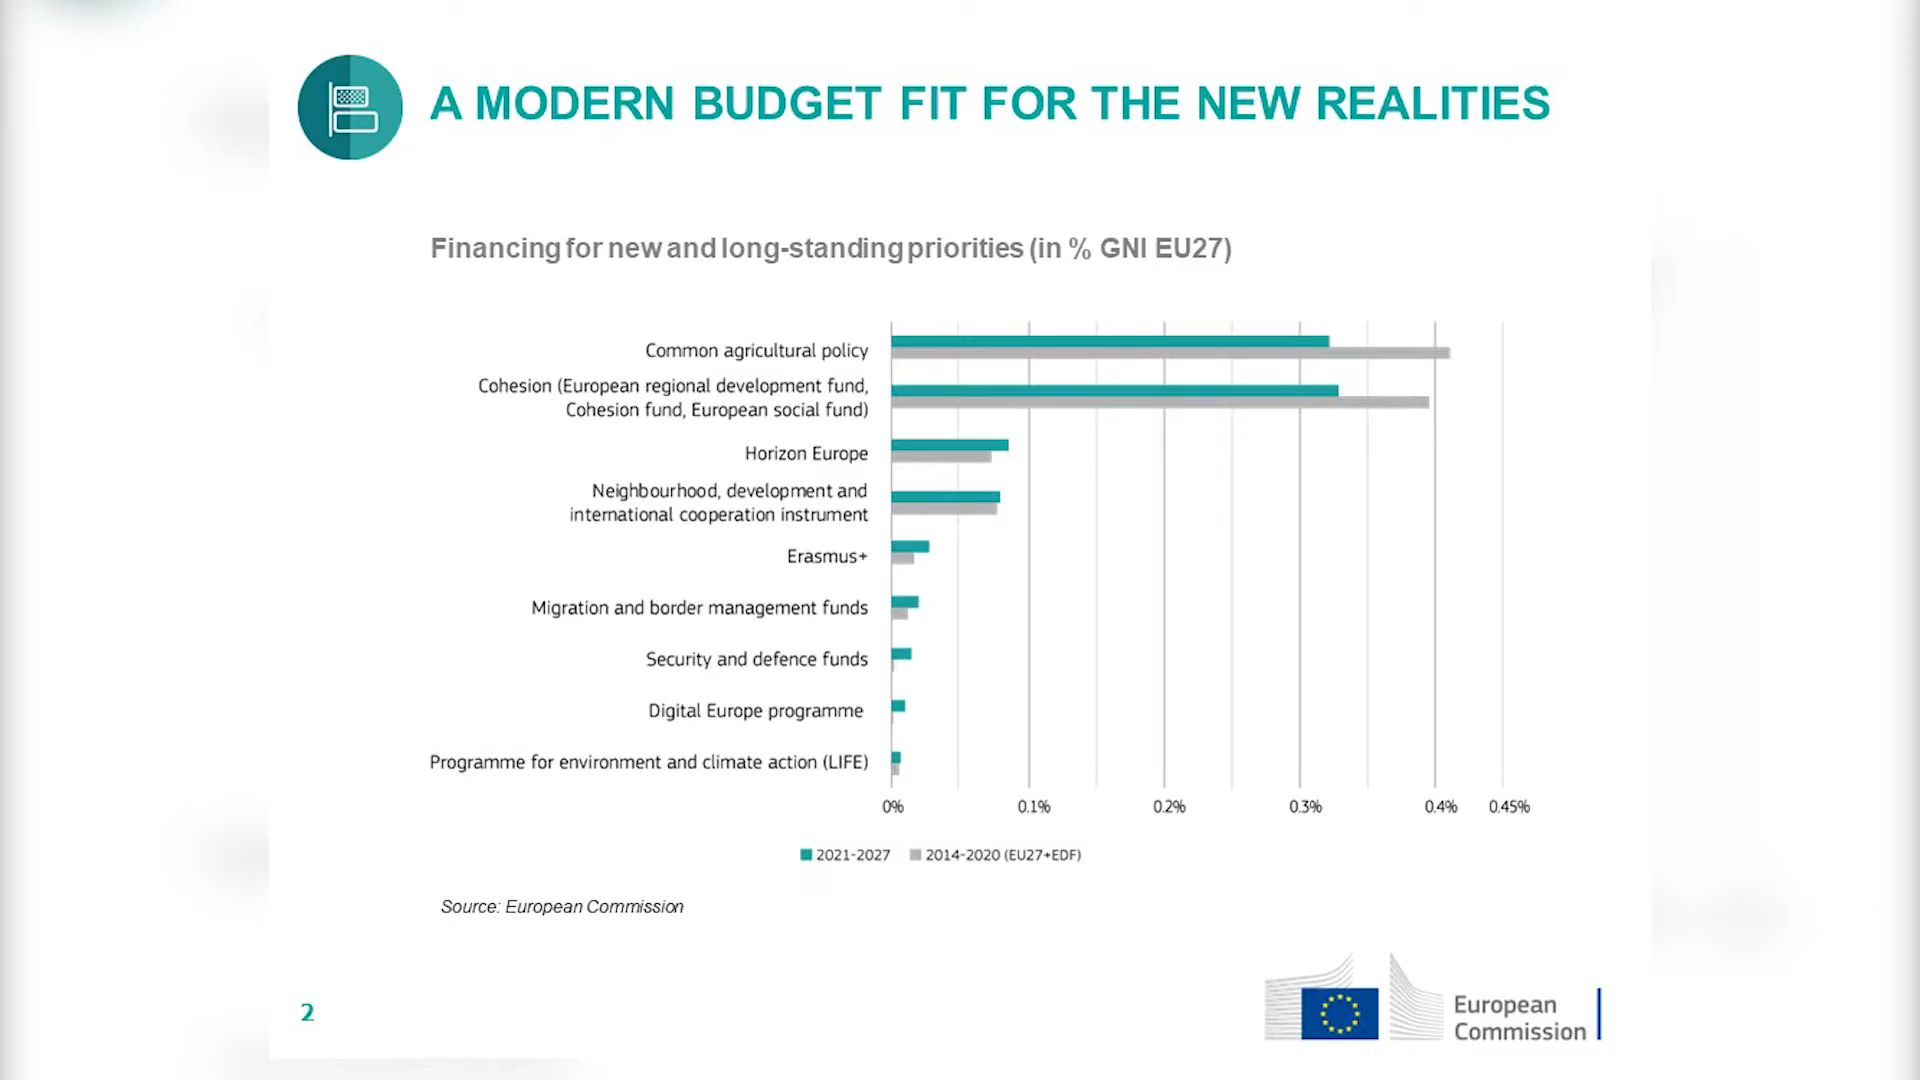 A MODERN BUDGET FIT FOR THE NEW REALITIES
Financing for new and long-standing priorities (in % GNI EU27)
Common agricultural policy
Cohesion (European regional development fund,
Cohesion fund, European social fund)
Horizon Europe
Neighbourhood, development and
international cooperation instrument
Erasmus+
Migration and border management funds
Security and defence funds
Digital Europe programme
Programme for environment and climate action (LIFE)
0% 0.1% 0.2% 0.3% 0.4% 0.45%
2021-2027 2014-2020 (EU27+EDF)
Source: European Commission
2
European
Commission